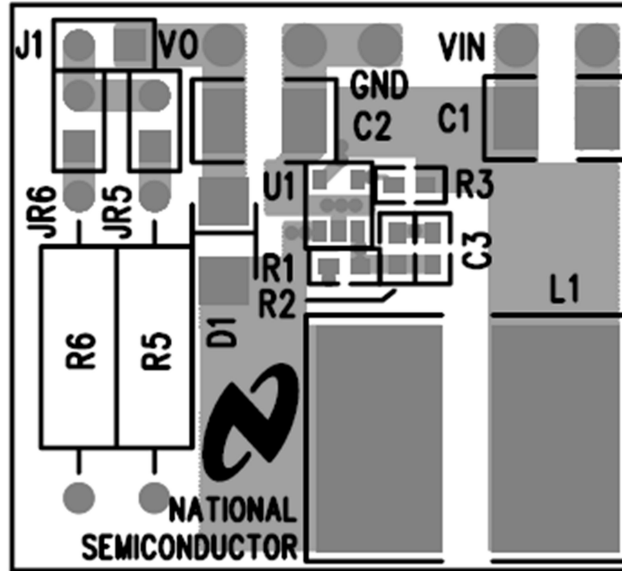 J1 VO VIN
GND
C2 C1
U1 R3
JR6 JR5
R1 C3
R2 L1
D1
R6 R5
NATIONAL
SEMICONDUCTOR